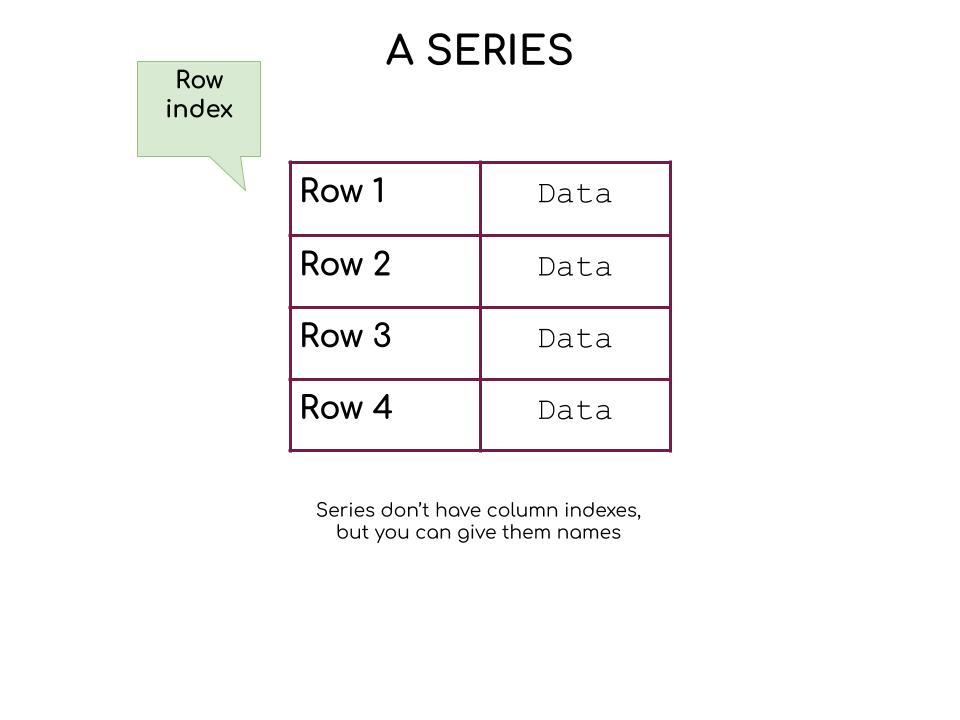 A SERIES
Row
index
Row 1 Data
Row 2 Data
Row 3 Data
Row 4 Data
Series don't have column indexes,
but you can give them names